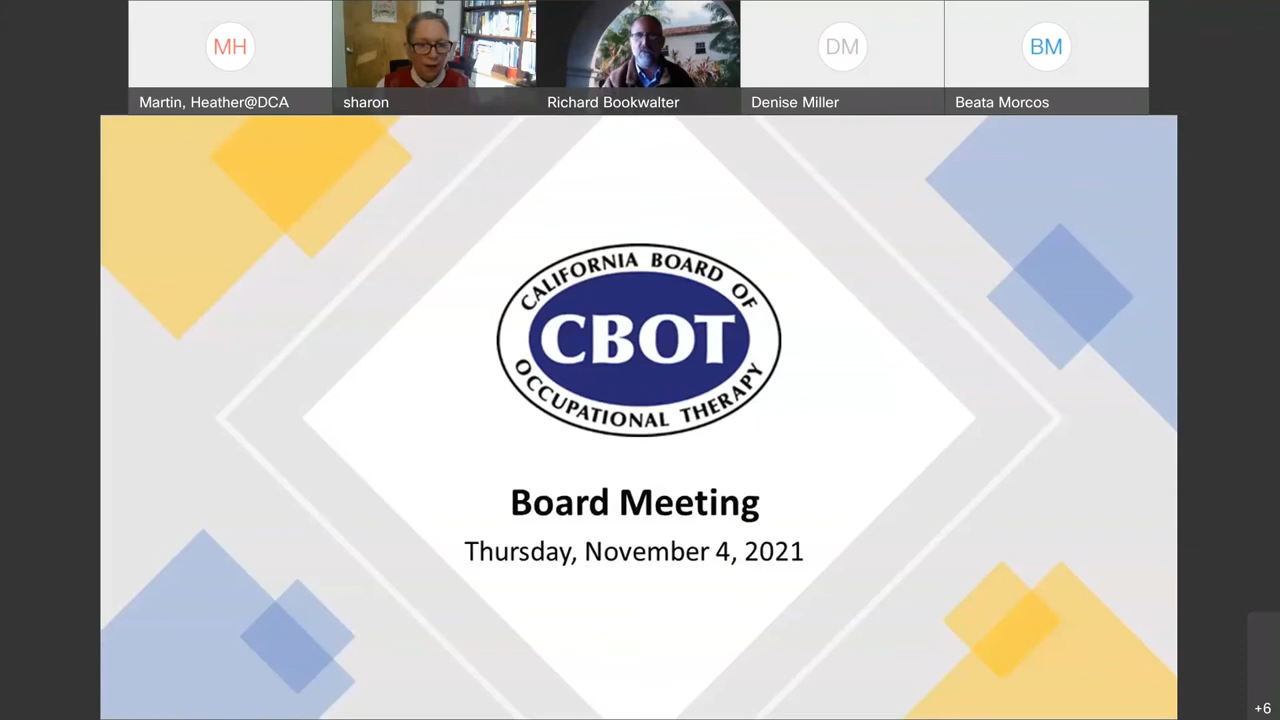 MH
DM
BM
Martin, Heather@DCA
sharon
Richard Bookwalter
Denise Miller
Beata Morcos
CALIFORNIA BOARD OF
CBOT
OCCUPATIONAL THERAPY
Board Meeting
Thursday, November 4, 2021
+6